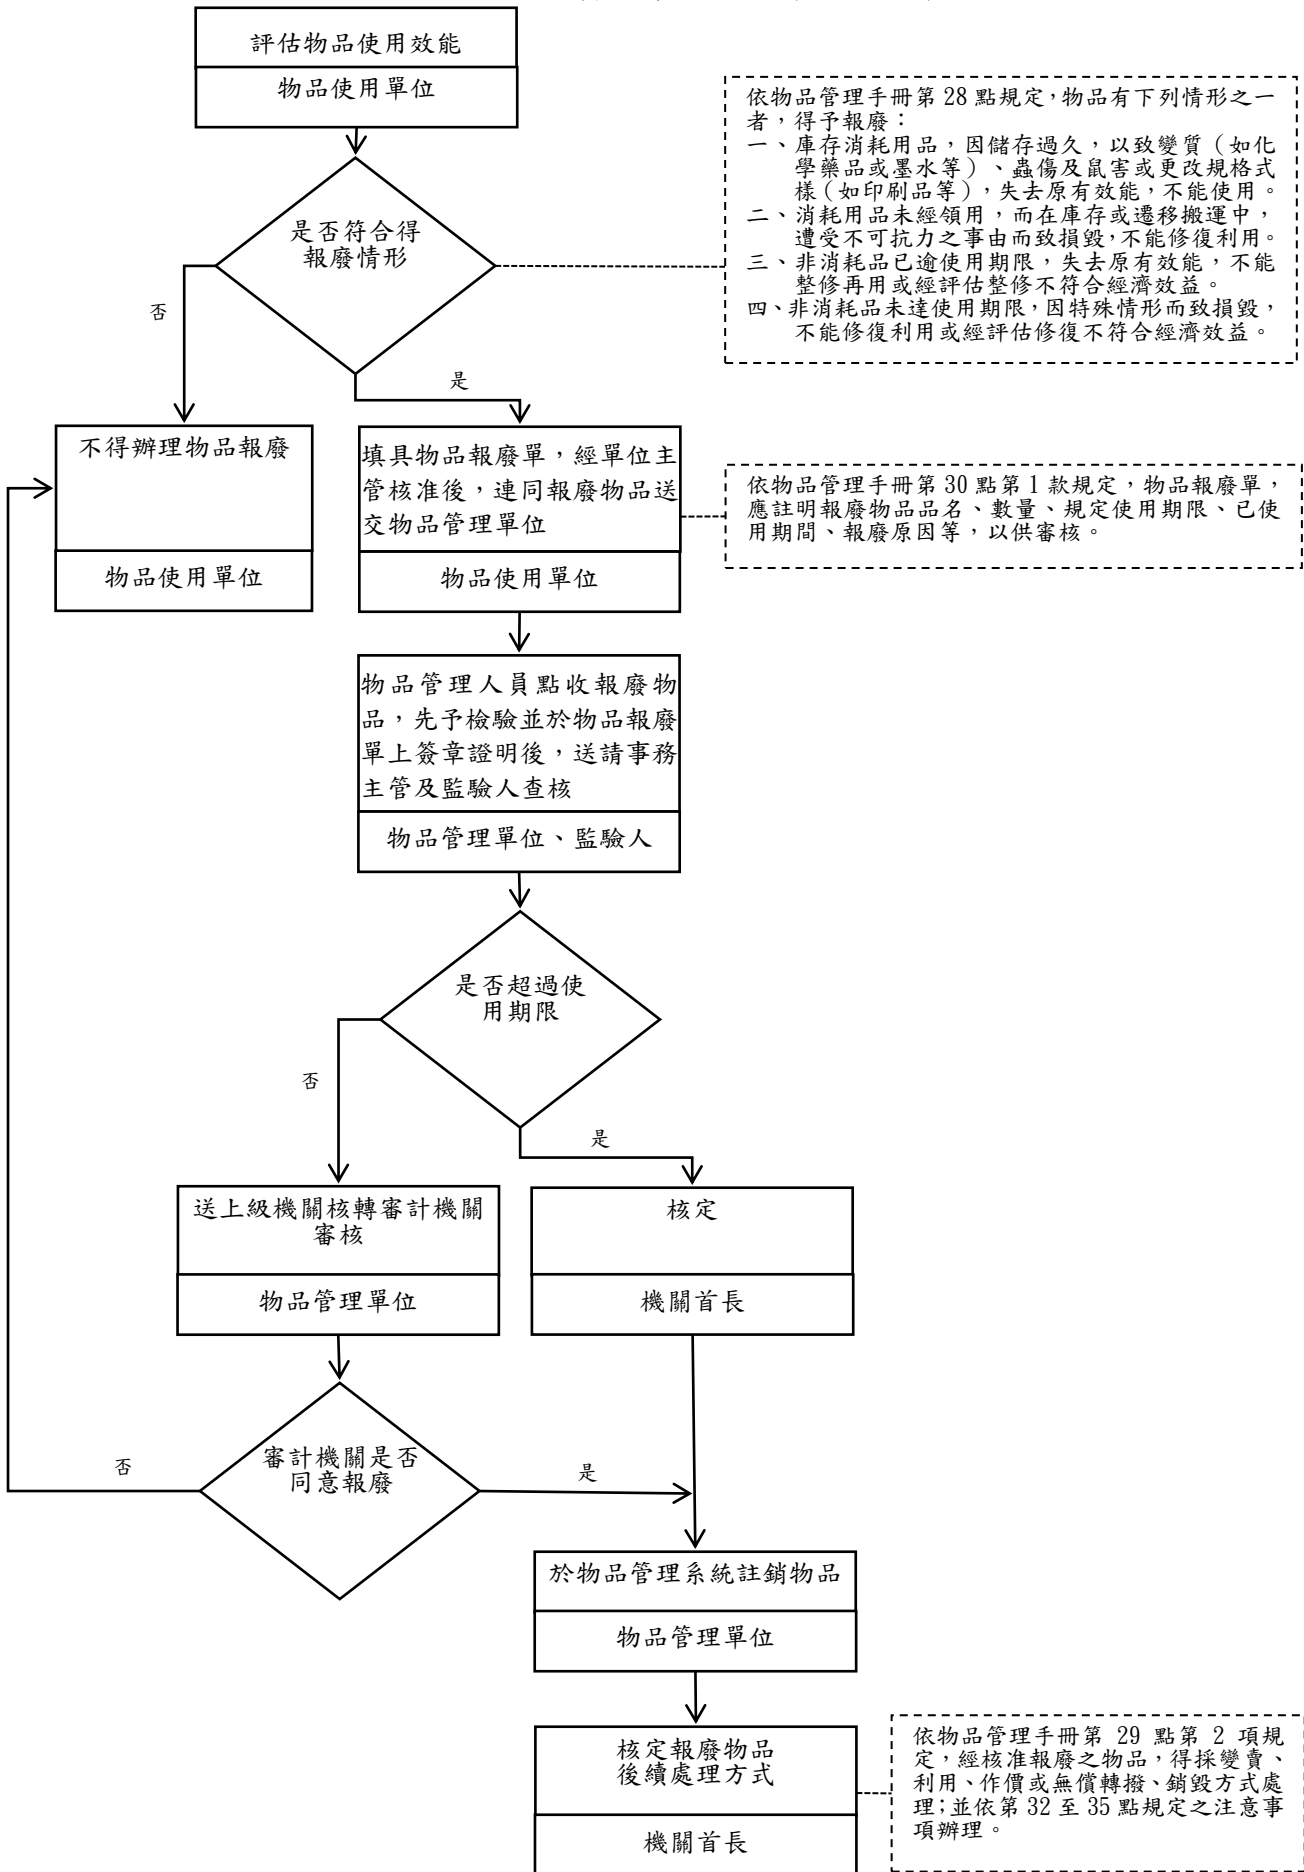 評估物品使用效能
物品使用單位
依物品管理手冊第 28 點規定，物品有下列情形之一
者，得予報廢：
一、庫存消耗用品，因儲存過久，以致變質（如化
學藥品或墨水等）、蟲傷及鼠害或更改規格式
樣（如印刷品等），失去原有效能，不能使用。
二、消耗用品未經領用，而在庫存或遷移搬運中，
遭受不可抗力之事由而致損毀，不能修復利用。
三、非消耗品已逾使用期限，失去原有效能，不能
整修再用或經評估整修不符合經濟效益。
四、非消耗品未達使用期限，因特殊情形而致損毀，
不能修復利用或經評估修復不符合經濟效益。
是否符合得
報廢情形
否
是
不得辦理物品報廢
物品使用單位
填具物品報廢單，經單位主
管核准後，連同報廢物品送
交物品管理單位
物品使用單位
依物品管理手冊第 30 點第 1 款規定，物品報廢單，
應註明報廢物品品名、數量、規定使用期限、已使
用期間、報廢原因等，以供審核。
物品管理人員點收報廢物
品，先予檢驗並於物品報廢
單上簽章證明後，送請事務
主管及監驗人查核
物品管理單位、監驗人
是否超過使
用期限
否
是
送上級機關核轉審計機關
審核
物品管理單位
核定
機關首長
審計機關是否
同意報廢
否
是
於物品管理系統註銷物品
物品管理單位
核定報廢物品
後續處理方式
機關首長
依物品管理手冊第 29 點第 2 項規
定，經核准報廢之物品，得採變賣、
利用、作價或無償轉撥、銷毀方式處
理；並依第 32 至 35 點規定之注意事
項辦理。